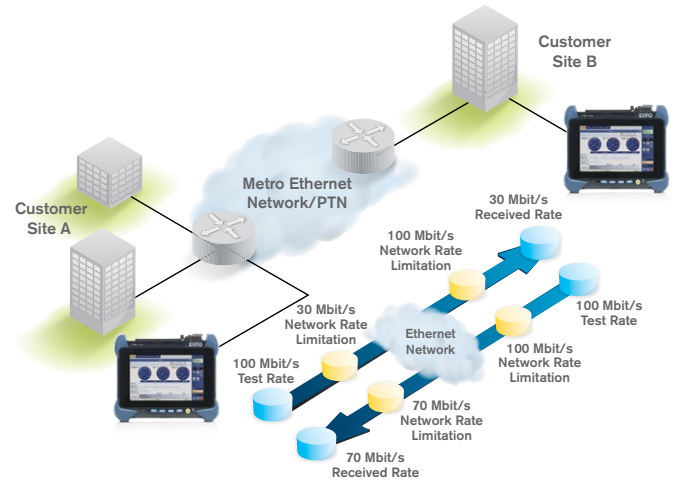 Customer
Site B
EXFO
Metro Ethernet
Network/PTN
Customer
Site A
30 Mbit/s
Received Rate
100 Mbit/s
Network Rate
Limitation
30 Mbit/s
Network Rate
Limitation
100 Mbit/s
Test Rate
Ethernet
Network
100 Mbit/s
Test Rate
100 Mbit/s
Network Rate
Limitation
70 Mbit/s
Network Rate
Limitation
70 Mbit/s
Received Rate
EXFO